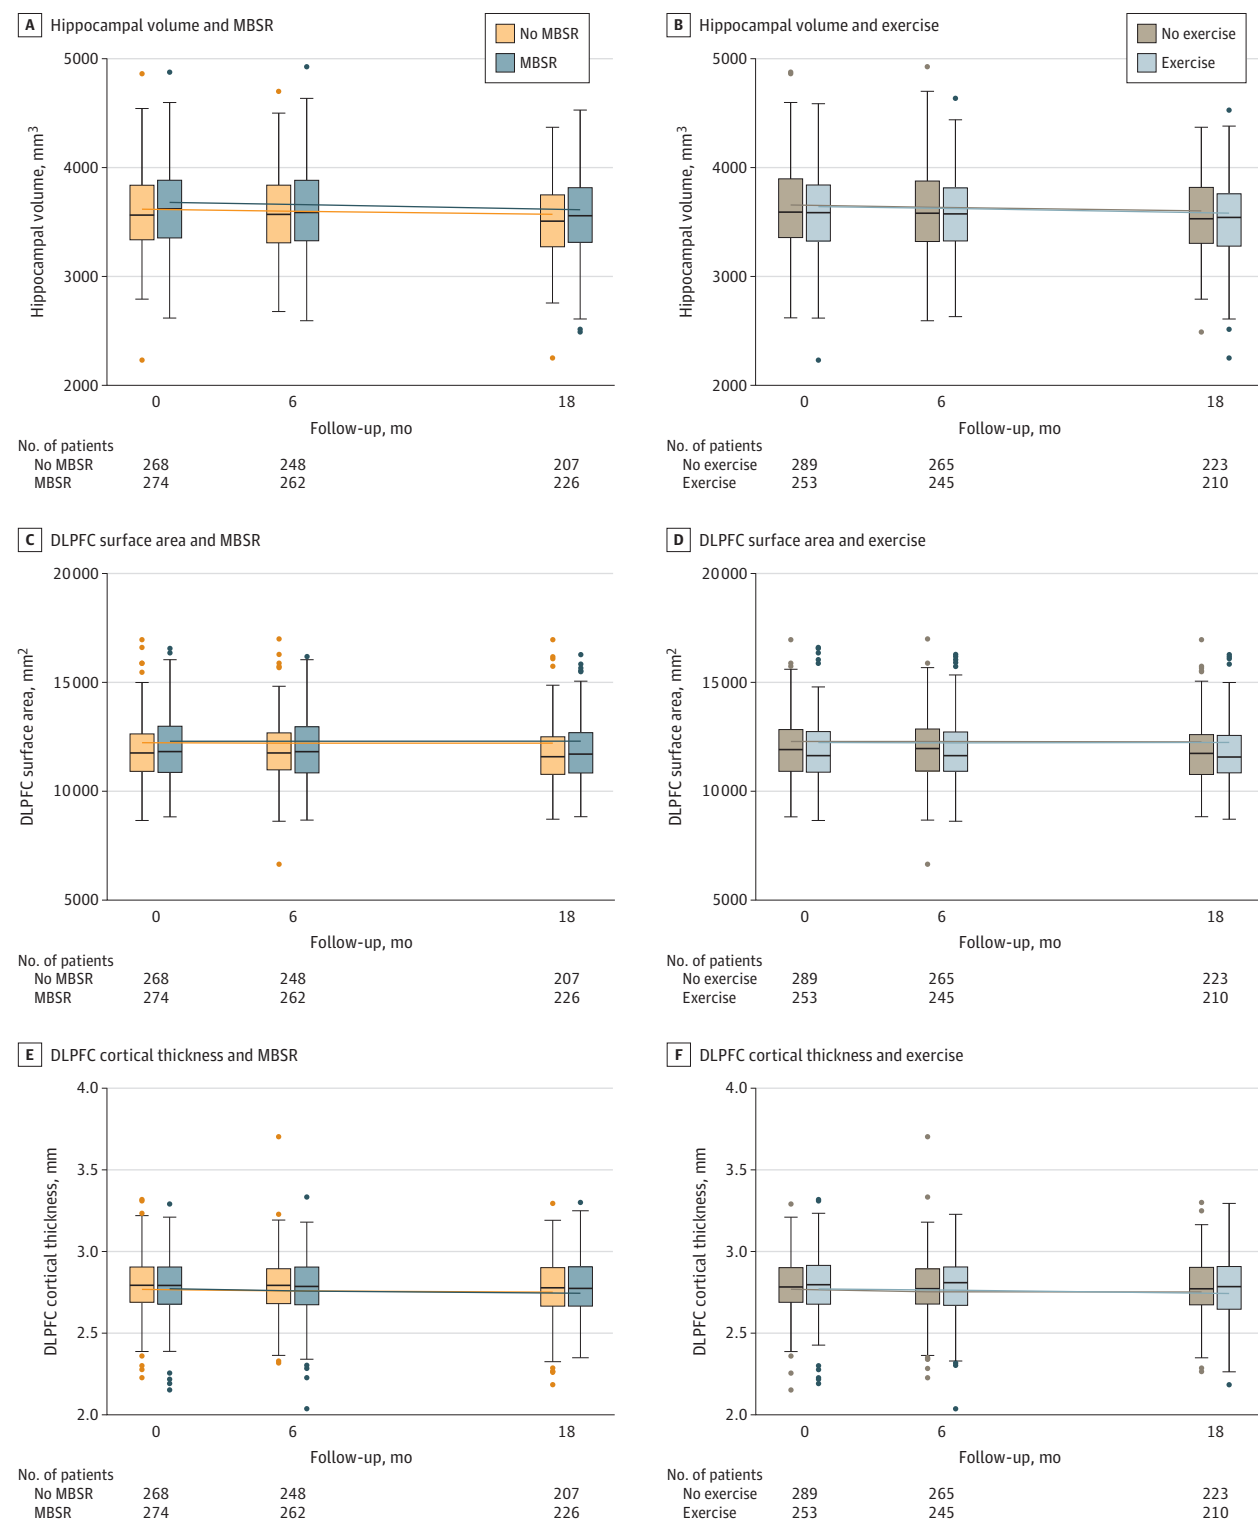 A Hippocampal volume and MBSR
No MBSR
MBSR
5000
4000
3000
2000
Hippocampal volume, mm3
0 6 18
Follow-up, mo
No. of patients
No MBSR 268 248 207
MBSR 274 262 226
B Hippocampal volume and exercise
No exercise
Exercise
5000
4000
3000
2000
Hippocampal volume, mm3
0 6 18
Follow-up, mo
No. of patients
No exercise 289 265 223
Exercise 253 245 210
C DLPFC surface area and MBSR
20000
15000
10000
5000
DLPFC surface area, mm2
0 6 18
Follow-up, mo
No. of patients
No MBSR 268 248 207
MBSR 274 262 226
D DLPFC surface area and exercise
20000
15000
10000
5000
DLPFC surface area, mm2
0 6 18
Follow-up, mo
No. of patients
No exercise 289 265 223
Exercise 253 245 210
E DLPFC cortical thickness and MBSR
4.0
3.5
3.0
2.5
2.0
DLPFC cortical thickness, mm
0 6 18
Follow-up, mo
No. of patients
No MBSR 268 248 207
MBSR 274 262 226
F DLPFC cortical thickness and exercise
4.0
3.5
3.0
2.5
2.0
DLPFC cortical thickness, mm
0 6 18
Follow-up, mo
No. of patients
No exercise 289 265 223
Exercise 253 245 210